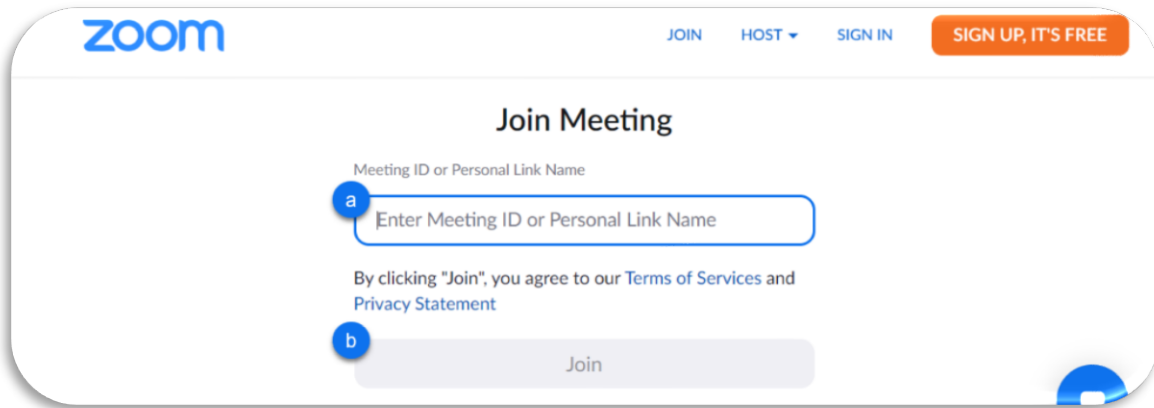 zoom
JOIN HOST SIGN IN SIGN UP, IT'S FREE
Join Meeting
Meeting ID or Personal Link Name
a
Enter Meeting ID or Personal Link Name
By clicking "Join", you agree to our Terms of Services and
Privacy Statement
b
Join